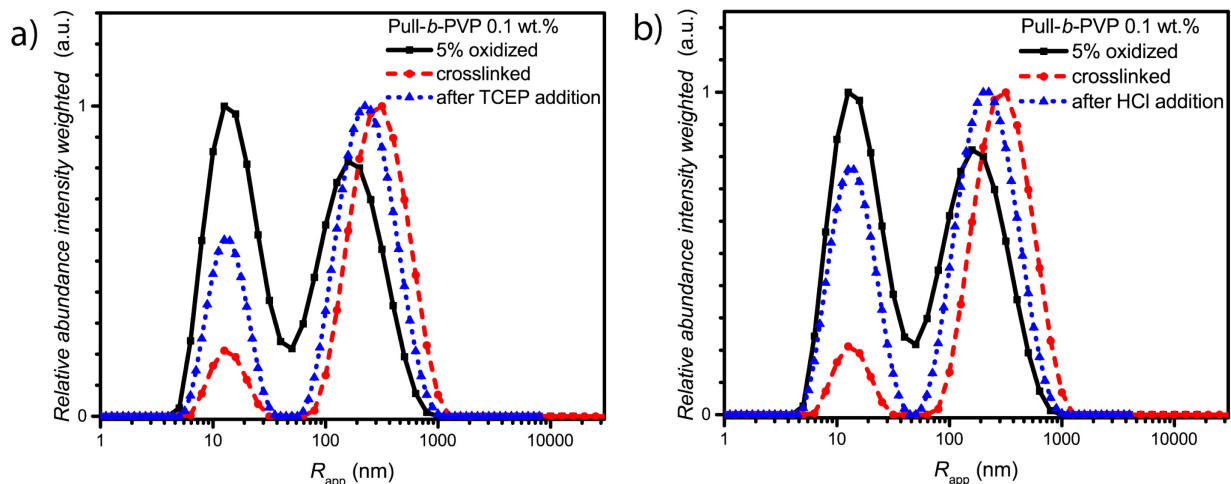 a)
Pull-b-PVP 0.1 wt.%
5% oxidized
crosslinked
after TCEP addition
Relative abundance intensity weighted (a.u.)
1
0
1 10 100 1000 10000
Rapp (nm)
b)
Pull-b-PVP 0.1 wt.%
5% oxidized
crosslinked
after HCl addition
Relative abundance intensity weighted (a.u.)
1
0
1 10 100 1000 10000
Rapp (nm)